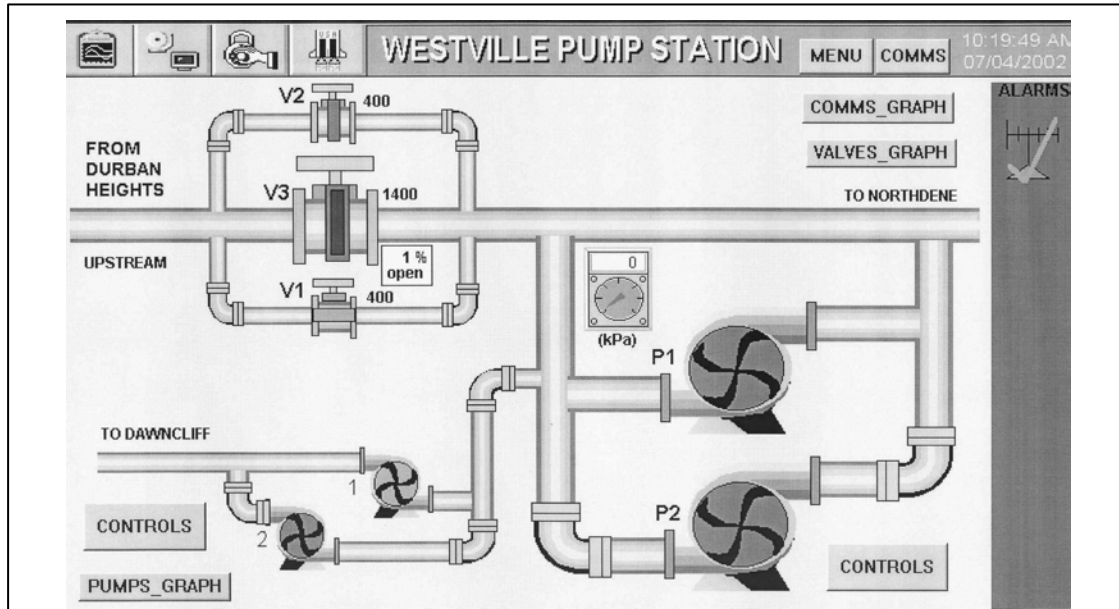 WESTVILLE PUMP STATION
MENU
COMMS
10:19:49 AM
07/04/2002
ALARMS
COMMS_GRAPH
VALVES_GRAPH
V2
400
FROM
DURBAN
HEIGHTS
V3
1400
TO NORTHDENE
UPSTREAM
1 %
open
V1
400
0
(kPa)
P1
TO DAWNCLIFF
1
CONTROLS
2
P2
CONTROLS
PUMPS_GRAPH